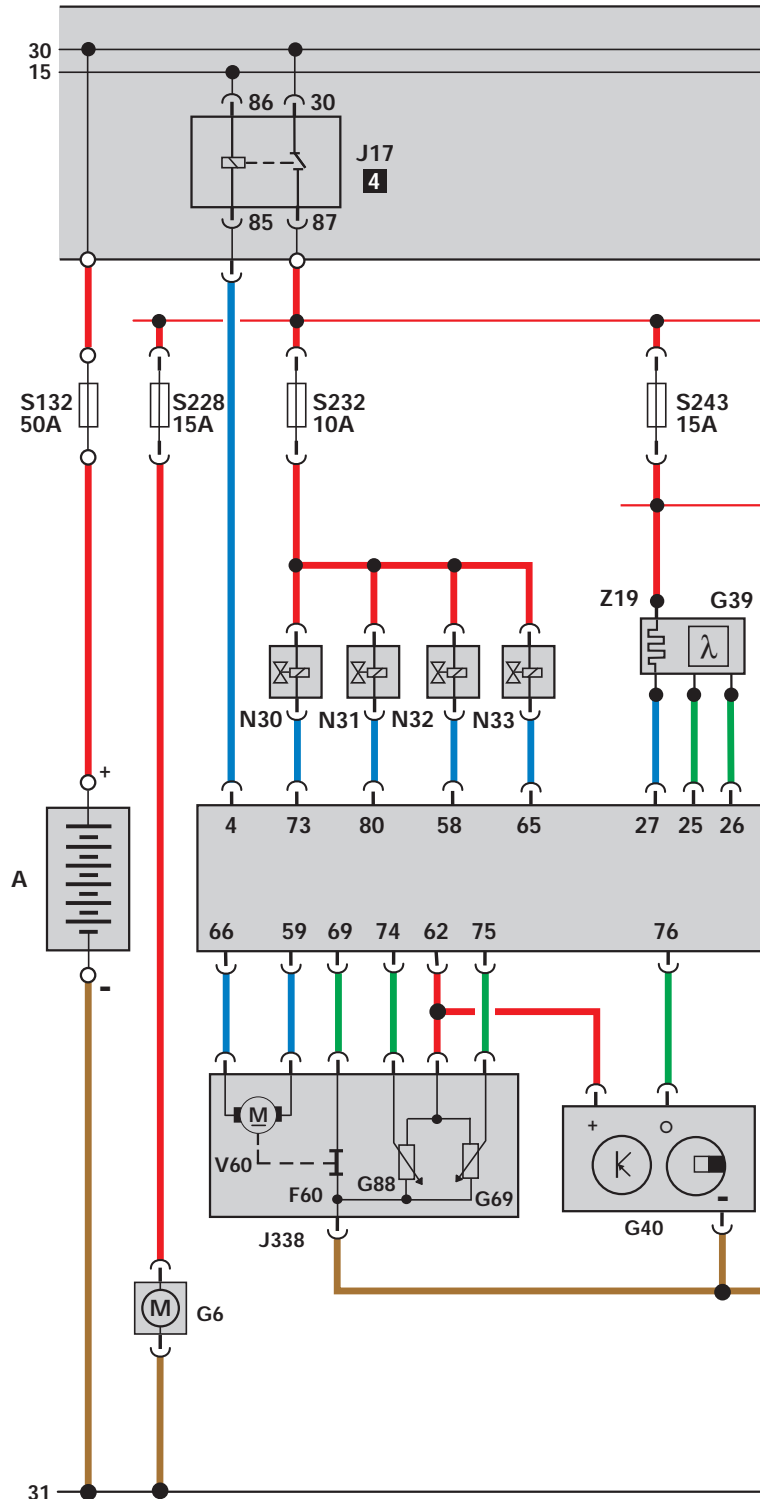 30
15
86 30
J17
4
85 87
S132
50A
S228
15A
S232
10A
S243
15A
Z19 G39
λ
N30 N31 N32 N33
+
4 73 80 58 65 27 25 26
A
66 59 69 74 62 75 76
-
M
V60
F60
G88
G69
J338
+
-
G40
M
G6
31